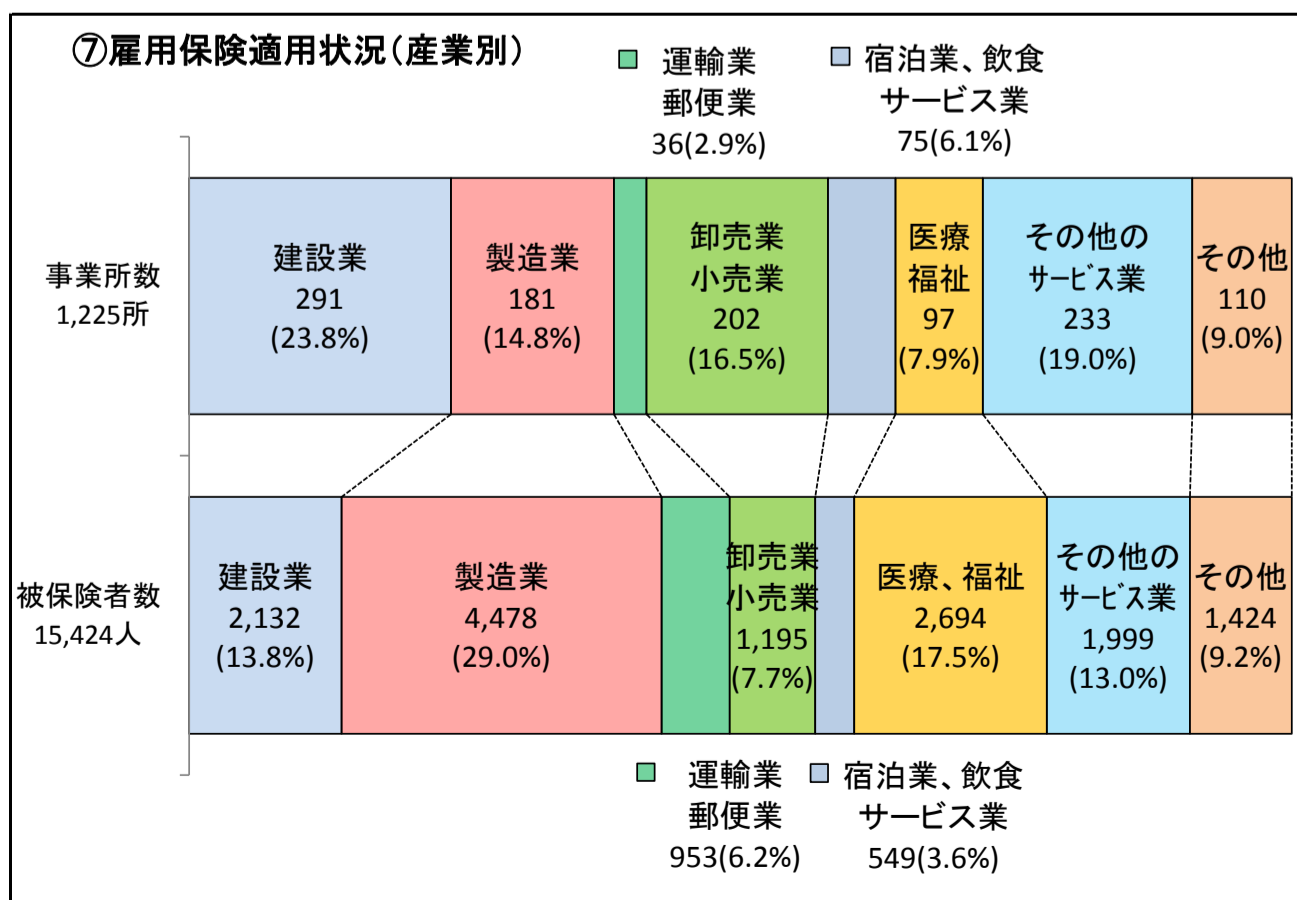 ⑦雇用保険適用状況(産業別)
運輸業
郵便業
36(2.9%)
宿泊業、飲食
サービス業
75(6.1%)
事業所数
1,225所
建設業
291
(23.8%)
製造業
181
(14.8%)
卸売業
小売業
202
(16.5%)
医療
福祉
97
(7.9%)
その他の
サービス業
233
(19.0%)
その他
110
(9.0%)
被保険者数
15,424人
建設業
2,132
(13.8%)
製造業
4,478
(29.0%)
卸売業
小売業
1,195
(7.7%)
医療、福祉
2,694
(17.5%)
その他の
サービス業
1,999
(13.0%)
その他
1,424
(9.2%)
運輸業
郵便業
953(6.2%)
宿泊業、飲食
サービス業
549(3.6%)